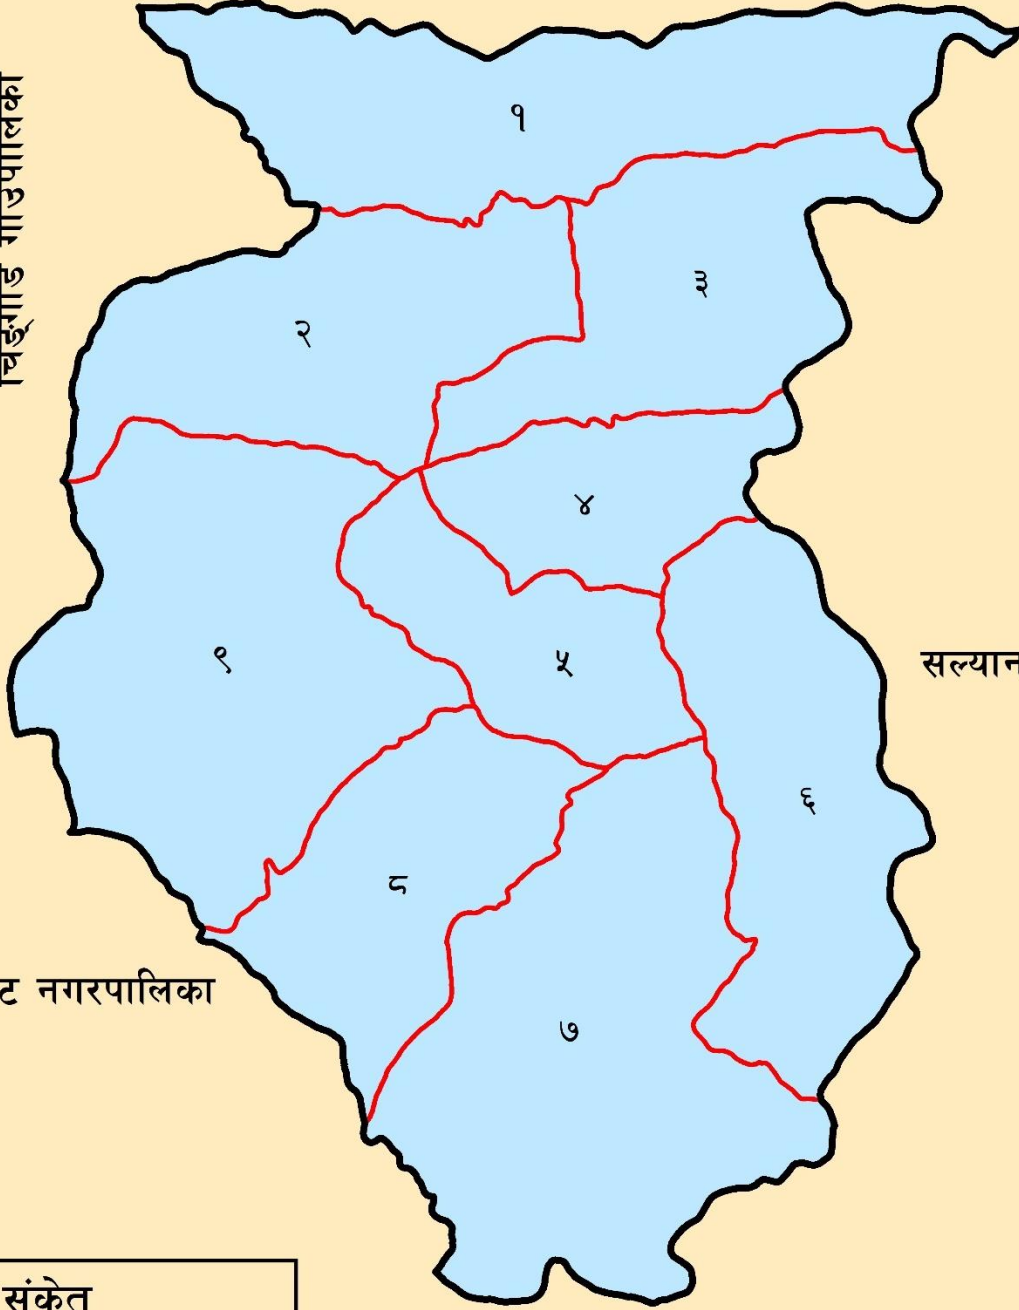 १
चिङ्गाड गाउँपालिका
३
२
४
९
५
सल्यान
६
८
ट नगरपालिका
७
संकेत